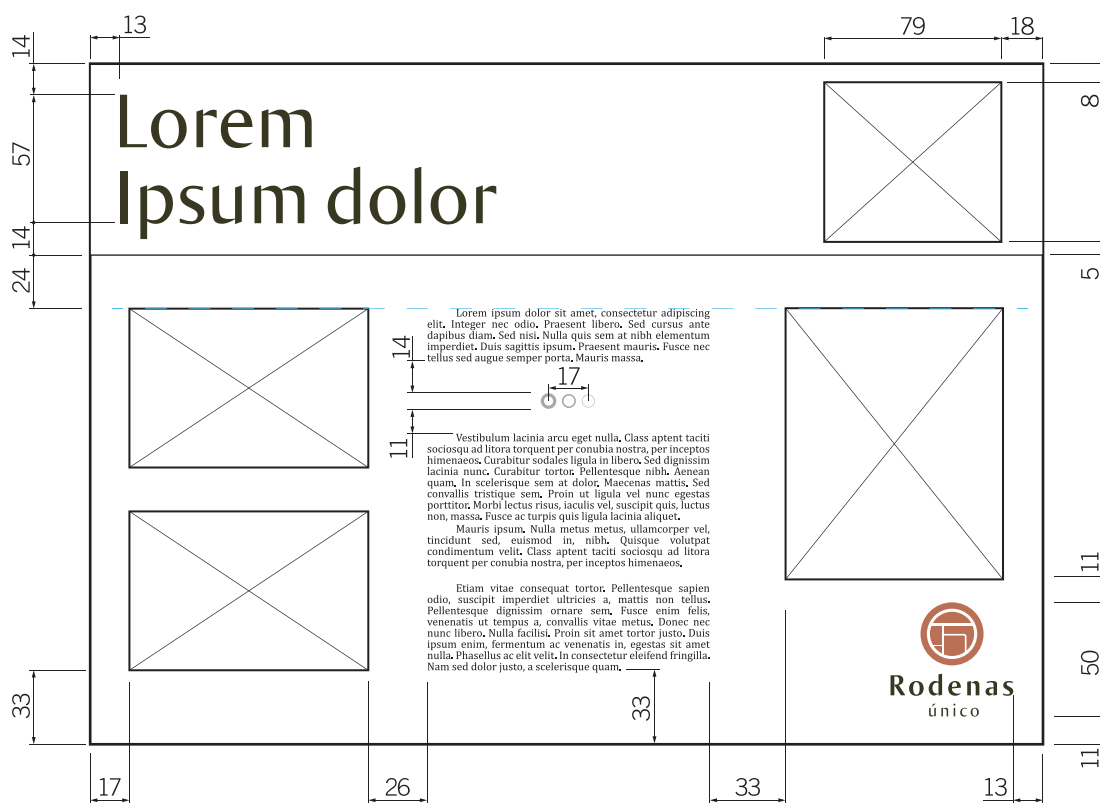 13
79
18
14
8
Lorem
57
Ipsum dolor
14
24
5
Lorem ipsum dolor sit amet, consectetur adipiscing
elit. Integer nec odio. Praesent libero. Sed cursus ante
dapibus diam. Sed nisi. Nulla quis sem at nibh elementum
imperdiet. Duis sagittis ipsum. Praesent mauris. Fusce nec
tellus sed augue semper porta. Mauris massa.
14
17
11
Vestibulum lacinia arcu eget nulla. Class aptent taciti
sociosqu ad litora torquent per conubia nostra, per inceptos
himenaeos. Curabitur sodales ligula in libero. Sed dignissim
lacinia nunc. Curabitur tortor. Pellentesque nibh. Aenean
quam. In scelerisque sem at dolor. Maecenas mattis. Sed
convallis tristique sem. Proin ut ligula vel nunc egestas
porttitor. Morbi lectus risus, iaculis vel, suscipit quis, luctus
non, massa. Fusce ac turpis quis ligula lacinia aliquet.
Mauris ipsum. Nulla metus metus, ullamcorper vel,
tincidunt sed, euismod in, nibh. Quisque volutpat
condimentum velit. Class aptent taciti sociosqu ad litora
torquent per conubia nostra, per inceptos himenaeos.
Etiam vitae consequat tortor. Pellentesque sapien
odio, suscipit imperdiet ultricies a, mattis non tellus.
Pellentesque dignissim ornare sem. Fusce enim felis,
venenatis ut tempus a, convallis vitae metus. Donec nec
nunc libero. Nulla facilisi. Proin sit amet tortor justo. Duis
ipsum enim, fermentum ac venenatis in, egestas sit amet
nulla. Phasellus ac elit velit. In consectetur eleifend fringilla.
Nam sed dolor justo, a scelerisque quam.
11
50
Rodenas
único
33
33
11
17
26
33
13